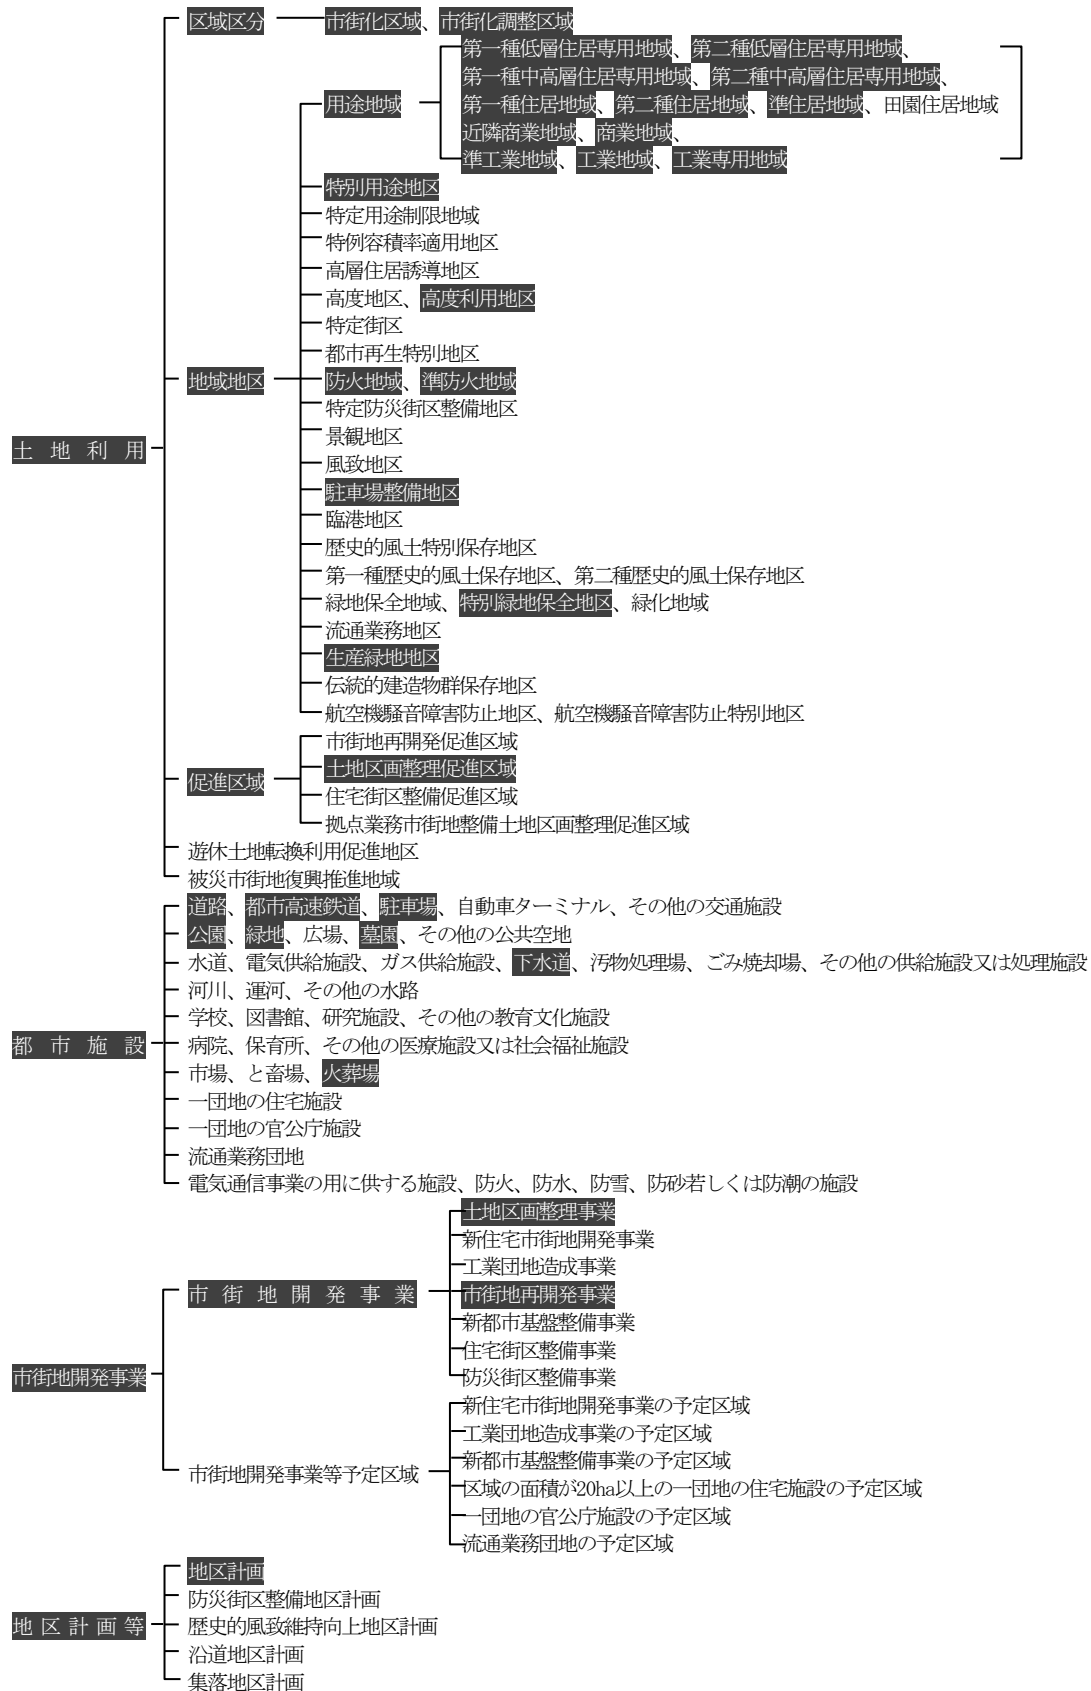 区域区分 市街化区域、市街化調整区域
第一種低層住居専用地域、第二種低層住居専用地域、
第一種中高層住居専用地域、第二種中高層住居専用地域、
用途地域 第一種住居地域、第二種住居地域、準住居地域、田園住居地域
近隣商業地域、商業地域、
準工業地域、工業地域、工業専用地域
特別用途地区
特定用途制限地域
特例容積率適用地区
高層住居誘導地区
高度地区、高度利用地区
特定街区
都市再生特別地区
地域地区 防火地域、準防火地域
特定防災街区整備地区
景観地区
土地利用
風致地区
駐車場整備地区
臨港地区
歴史的風土特別保存地区
第一種歴史的風土保存地区、第二種歴史的風土保存地区
緑地保全地域、特別緑地保全地区、緑化地域
流通業務地区
生産緑地地区
伝統的建造物群保存地区
航空機騒音障害防止地区、航空機騒音障害防止特別地区
市街地再開発促進区域
土地区画整理促進区域
促進区域
住宅街区整備促進区域
拠点業務市街地整備土地区画整理促進区域
遊休土地転換利用促進地区
被災市街地復興推進地域
道路、都市高速鉄道、駐車場、自動車ターミナル、その他の交通施設
公園、緑地、広場、墓園、その他の公共空地
水道、電気供給施設、ガス供給施設、下水道、汚物処理場、ごみ焼却場、その他の供給施設又は処理施設
河川、運河、その他の水路
学校、図書館、研究施設、その他の教育文化施設
都市施設 病院、保育所、その他の医療施設又は社会福祉施設
市場、と畜場、火葬場
一団地の住宅施設
一団地の官公庁施設
流通業務団地
電気通信事業の用に供する施設、防火、防水、防雪、防砂若しくは防潮の施設
土地区画整理事業
新住宅市街地開発事業
工業団地造成事業
市街地開発事業 市街地再開発事業
新都市基盤整備事業
住宅街区整備事業
市街地開発事業 防災街区整備事業
新住宅市街地開発事業の予定区域
工業団地造成事業の予定区域
新都市基盤整備事業の予定区域
市街地開発事業等予定区域
区域の面積が20ha以上の一団地の住宅施設の予定区域
一団地の官公庁施設の予定区域
流通業務団地の予定区域
地区計画
防災街区整備地区計画
地区計画等 歴史的風致維持向上地区計画
沿道地区計画
集落地区計画